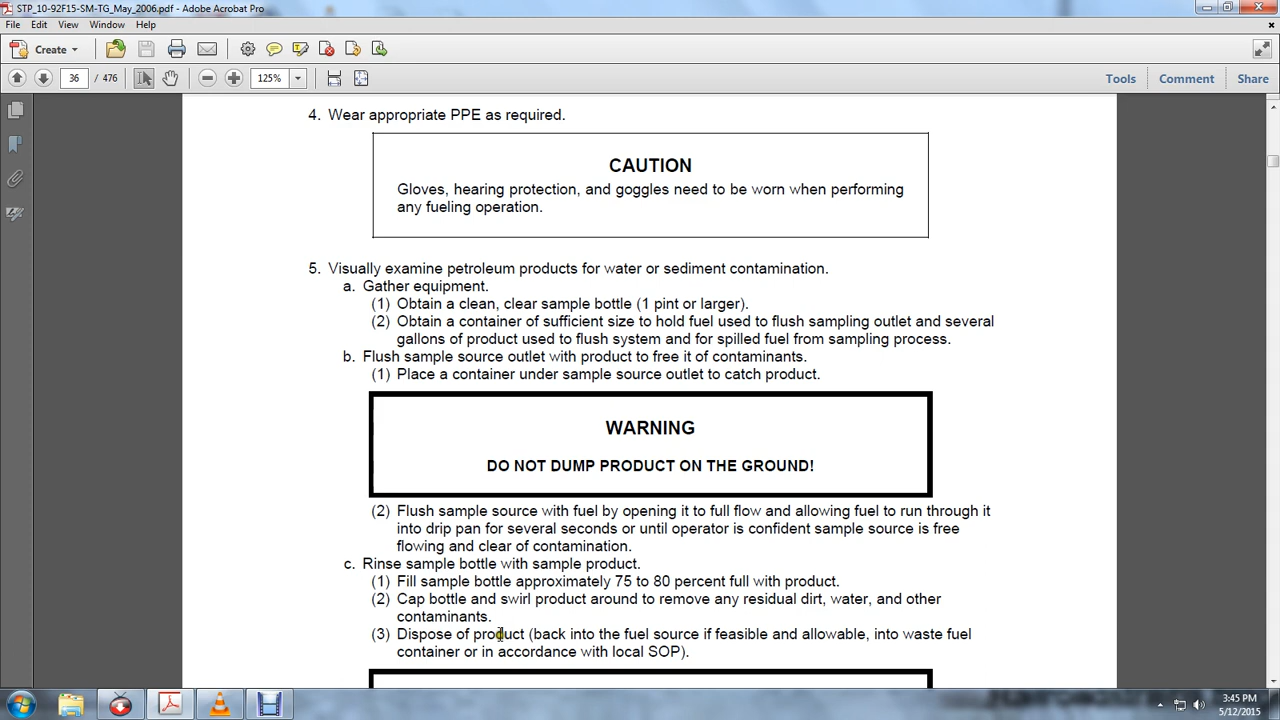 STP_10-92F15-SM-TG_May_2006.pdf - Adobe Acrobat Pro
File Edit View Window Help
Create
36 / 476 125% Tools Comment Share
4. Wear appropriate PPE as required.
CAUTION
Gloves, hearing protection, and goggles need to be worn when performing
any fueling operation.
5. Visually examine petroleum products for water or sediment contamination.
a. Gather equipment.
(1) Obtain a clean, clear sample bottle (1 pint or larger).
(2) Obtain a container of sufficient size to hold fuel used to flush sampling outlet and several
gallons of product used to flush system and for spilled fuel from sampling process.
b. Flush sample source outlet with product to free it of contaminants.
(1) Place a container under sample source outlet to catch product.
WARNING
DO NOT DUMP PRODUCT ON THE GROUND!
(2) Flush sample source with fuel by opening it to full flow and allowing fuel to run through it
into drip pan for several seconds or until operator is confident sample source is free
flowing and clear of contamination.
c. Rinse sample bottle with sample product.
(1) Fill sample bottle approximately 75 to 80 percent full with product.
(2) Cap bottle and swirl product around to remove any residual dirt, water, and other
contaminants.
(3) Dispose of product (back into the fuel source if feasible and allowable, into waste fuel
container or in accordance with local SOP).
3:45 PM
5/12/2015